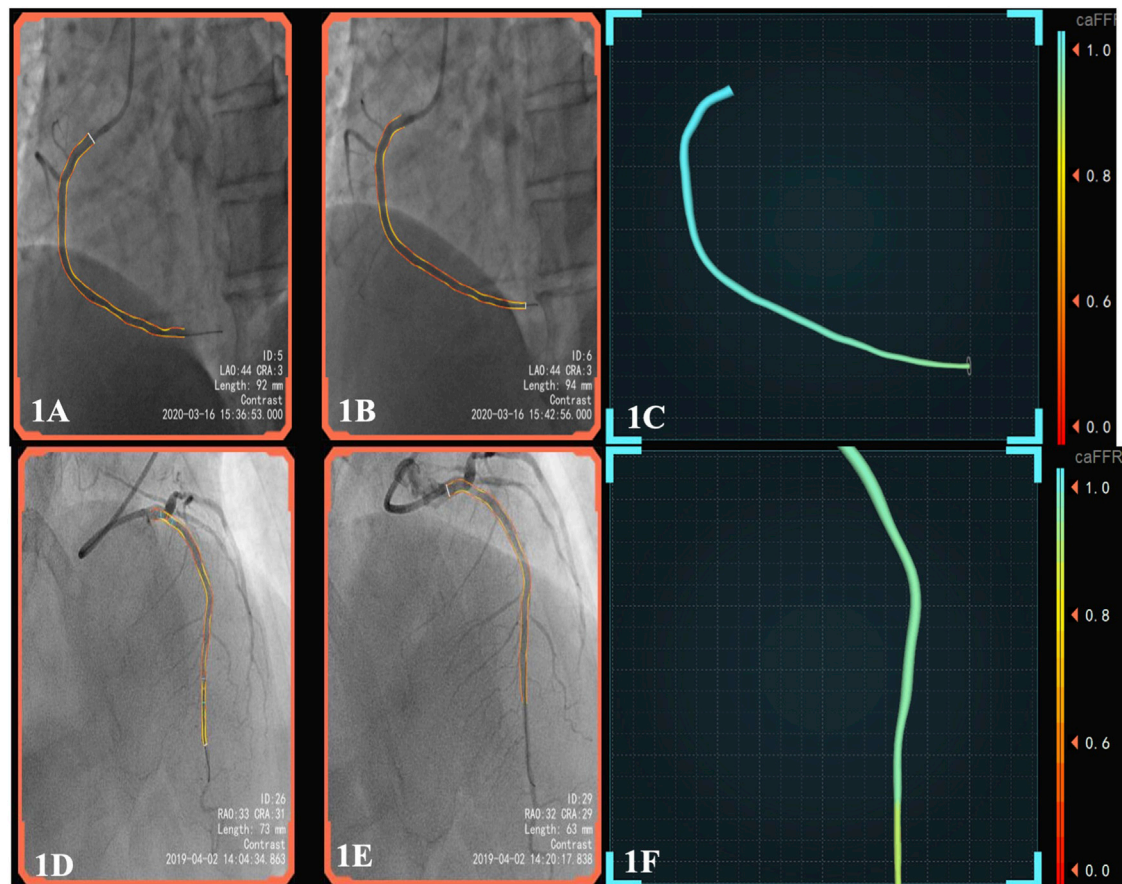 ID:5
LAO:44 CRA:3
Length: 92 mm
Contrast
2020-03-16 15:36:53.000
1A
ID:6
LAO:44 CRA:3
Length: 94 mm
Contrast
2020-03-16 15:42:56.000
1B
1C
caFF
1.0
0.8
0.6
0.0
ID:26
RAO:33 CRA:31
Length: 73 mm
Contrast
2019-04-02 14:04:34.863
1D
ID:29
RAO:32 CRA:29
Length: 63 mm
Contrast
2019-04-02 14:20:17.838
1E
1F
caFFR
1.0
0.8
0.6
0.0